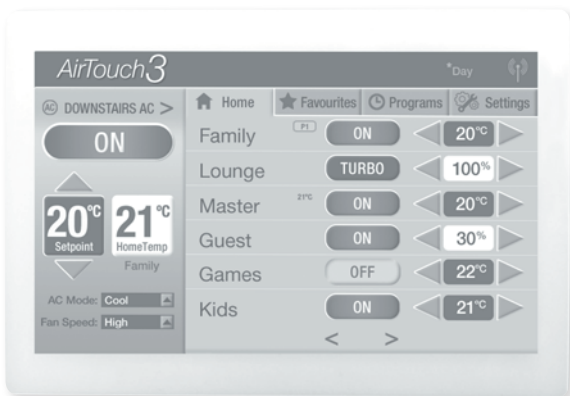 AirTouch3
*Day
AC DOWNSTAIRS AC >
ON
20°C
Setpoint
21°C
HomeTemp
Family
AC Mode: Cool
Fan Speed: High
Home Favourites Programs Settings
Family P1 ON 20°C
Lounge TURBO 100%
Master 21°C ON 20°C
Guest ON 30%
Games OFF 22°C
Kids ON 21°C
< >